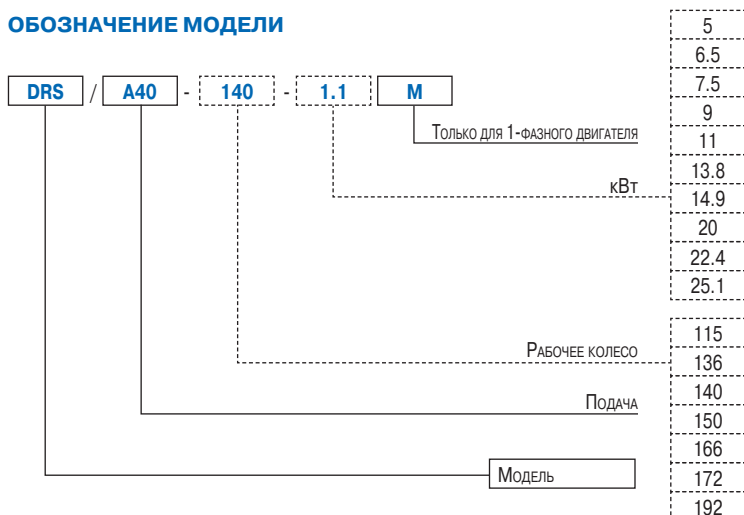 ОБОЗНАЧЕНИЕ МОДЕЛИ
DRS / A40 - 140 - 1.1 M
Только для 1-фазного двигателя
кВт
Рабочее колесо
Подача
Модель
5
6.5
7.5
9
11
13.8
14.9
20
22.4
25.1
115
136
140
150
166
172
192